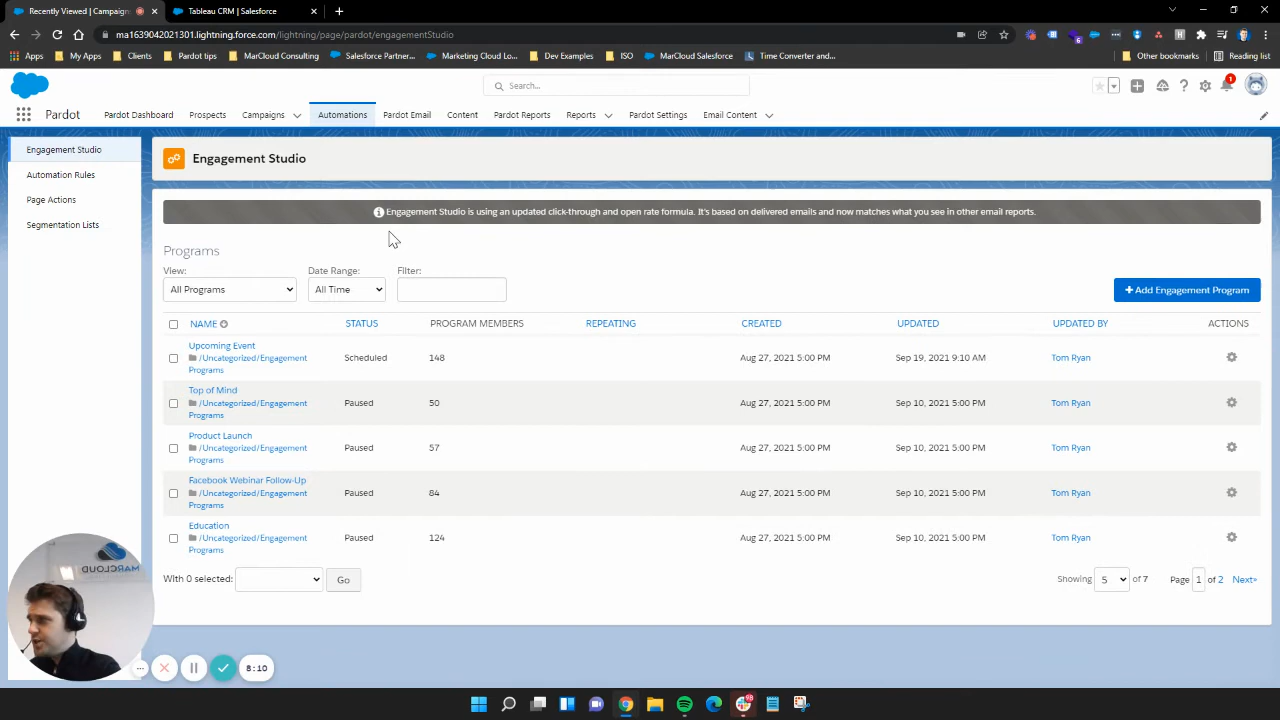 Recently Viewed | Campaign
Tableau CRM | Salesforce
ma1639042021301.lightning.force.com/lightning/page/pardot/engagementStudio
Apps
My Apps
Clients
Pardot tips
MarCloud Consulting
Salesforce Partner...
Marketing Cloud Lo...
Dev Examples
ISO
MarCloud Salesforce
Time Converter and...
Other bookmarks
Reading list
Search...
1
Pardot
Pardot Dashboard
Prospects
Campaigns
Automations
Pardot Email
Content
Pardot Reports
Reports
Pardot Settings
Email Content
Engagement Studio
Automation Rules
Page Actions
Segmentation Lists
Engagement Studio
Engagement Studio is using an updated click-through and open rate formula. It's based on delivered emails and now matches what you see in other email reports.
Programs
View:
Date Range:
Filter:
All Programs
All Time
+ Add Engagement Program
NAME STATUS PROGRAM MEMBERS REPEATING CREATED UPDATED UPDATED BY ACTIONS
Upcoming Event
/Uncategorized/Engagement
Programs
Scheduled 148 Aug 27, 2021 5:00 PM Sep 19, 2021 9:10 AM Tom Ryan
Top of Mind
/Uncategorized/Engagement
Programs
Paused 50 Aug 27, 2021 5:00 PM Sep 10, 2021 5:00 PM Tom Ryan
Product Launch
/Uncategorized/Engagement
Programs
Paused 57 Aug 27, 2021 5:00 PM Sep 10, 2021 5:00 PM Tom Ryan
Facebook Webinar Follow-Up
/Uncategorized/Engagement
Programs
Paused 84 Aug 27, 2021 5:00 PM Sep 10, 2021 5:00 PM Tom Ryan
Education
/Uncategorized/Engagement
Programs
Paused 124 Aug 27, 2021 5:00 PM Sep 10, 2021 5:00 PM Tom Ryan
With 0 selected:
Go
Showing 5 of 7
Page 1 of 2 Next»
MARCLOUD
8:10